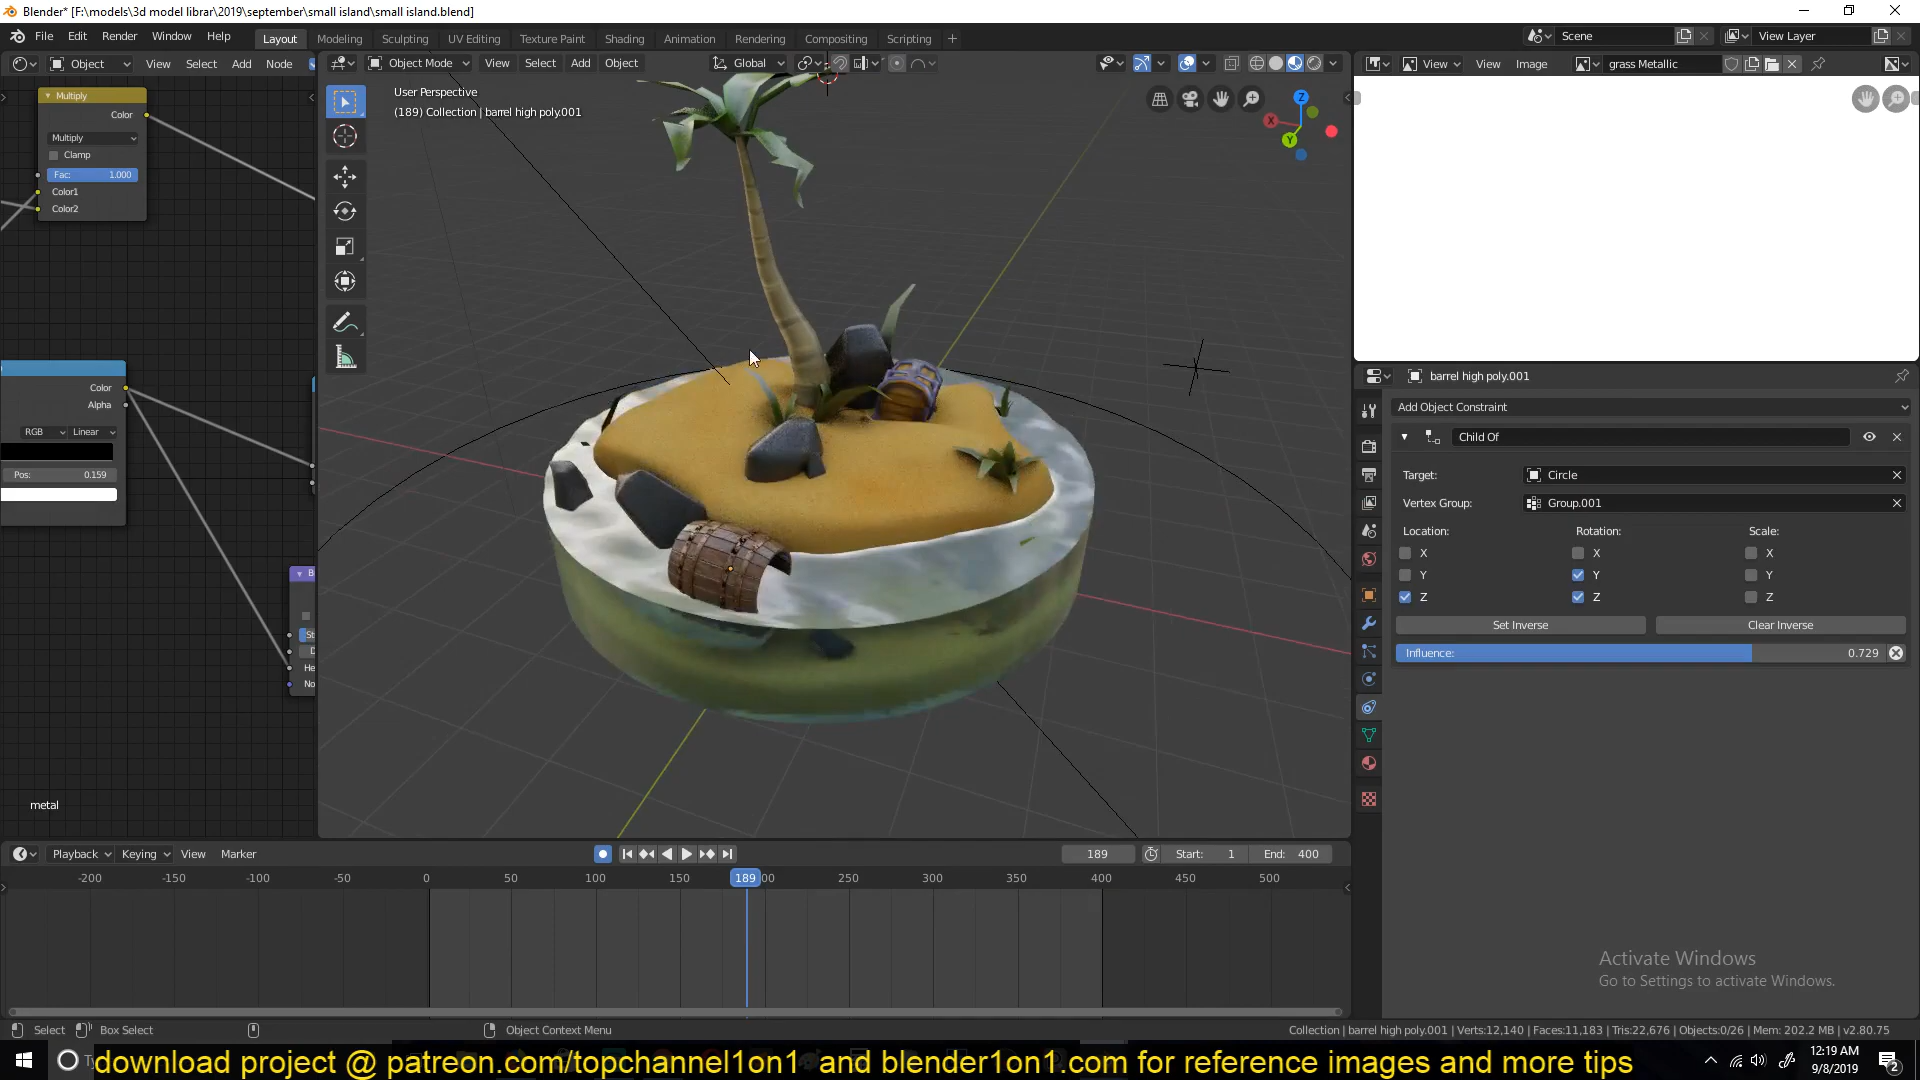 Blender* [F:\models\3d model librar\2019\september\small island\small island.blend]
File Edit Render Window Help Layout Modeling Sculpting UV Editing Texture Paint Shading Animation Rendering Compositing Scripting Scene View Layer
Object View Select Add Node Object Mode View Select Add Object Global View View Image grass Metallic
Multiply
Color
Multiply
Clamp
Fac: 1.000
Color1
Color2
User Perspective
(189) Collection | barrel high poly.001
Z
X
Y
Color
Alpha
RGB Linear
Pos: 0.159
B
St
D
He
No
metal
barrel high poly.001
Add Object Constraint
Child Of
Target: Circle
Vertex Group: Group.001
Location: Rotation: Scale:
X X X
Y Y Y
Z Z Z
Set Inverse Clear Inverse
Influence: 0.729
Playback Keying View Marker 189 Start: 1 End: 400
-200 -150 -100 -50 0 50 100 150 189 00 250 300 350 400 450 500
Activate Windows
Go to Settings to activate Windows.
Select Box Select Object Context Menu Collection | barrel high poly.001 | Verts:12,140 | Faces:11,183 | Tris:22,676 | Objects:0/26 | Mem: 202.2 MB | v2.80.75
download project @ patreon.com/topchannel1on1 and blender1on1.com for reference images and more tips
12:19 AM
9/8/2019
2